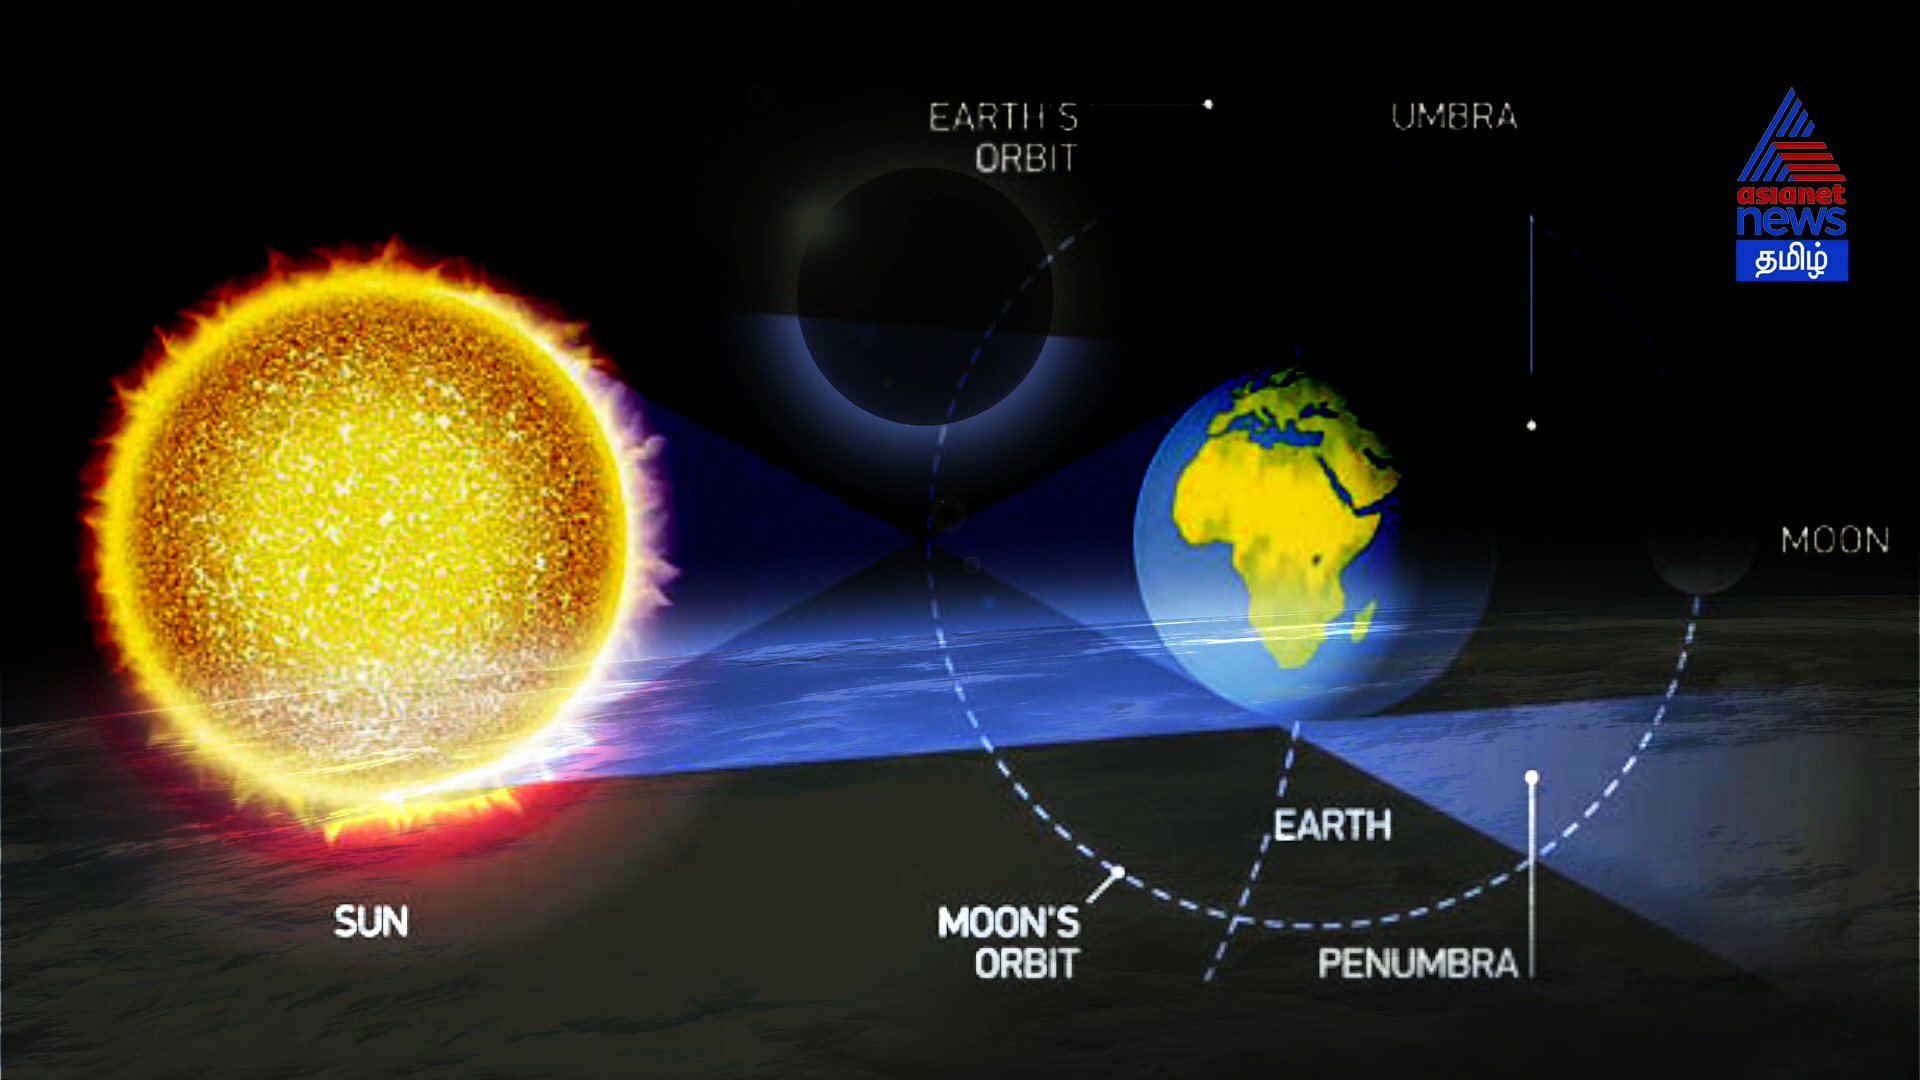 EARTH'S
ORBIT
UMBRA
asianet
news
தமிழ்
MOON
EARTH
SUN
MOON'S
ORBIT
PENUMBRA